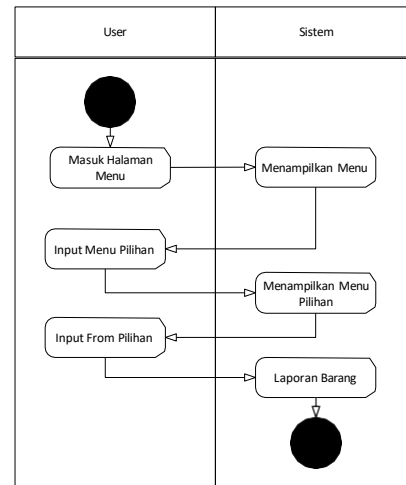 User
Sistem
Masuk Halaman
Menu
Menampilkan Menu
Input Menu Pilihan
Menampilkan Menu
Pilihan
Input From Pilihan
Laporan Barang